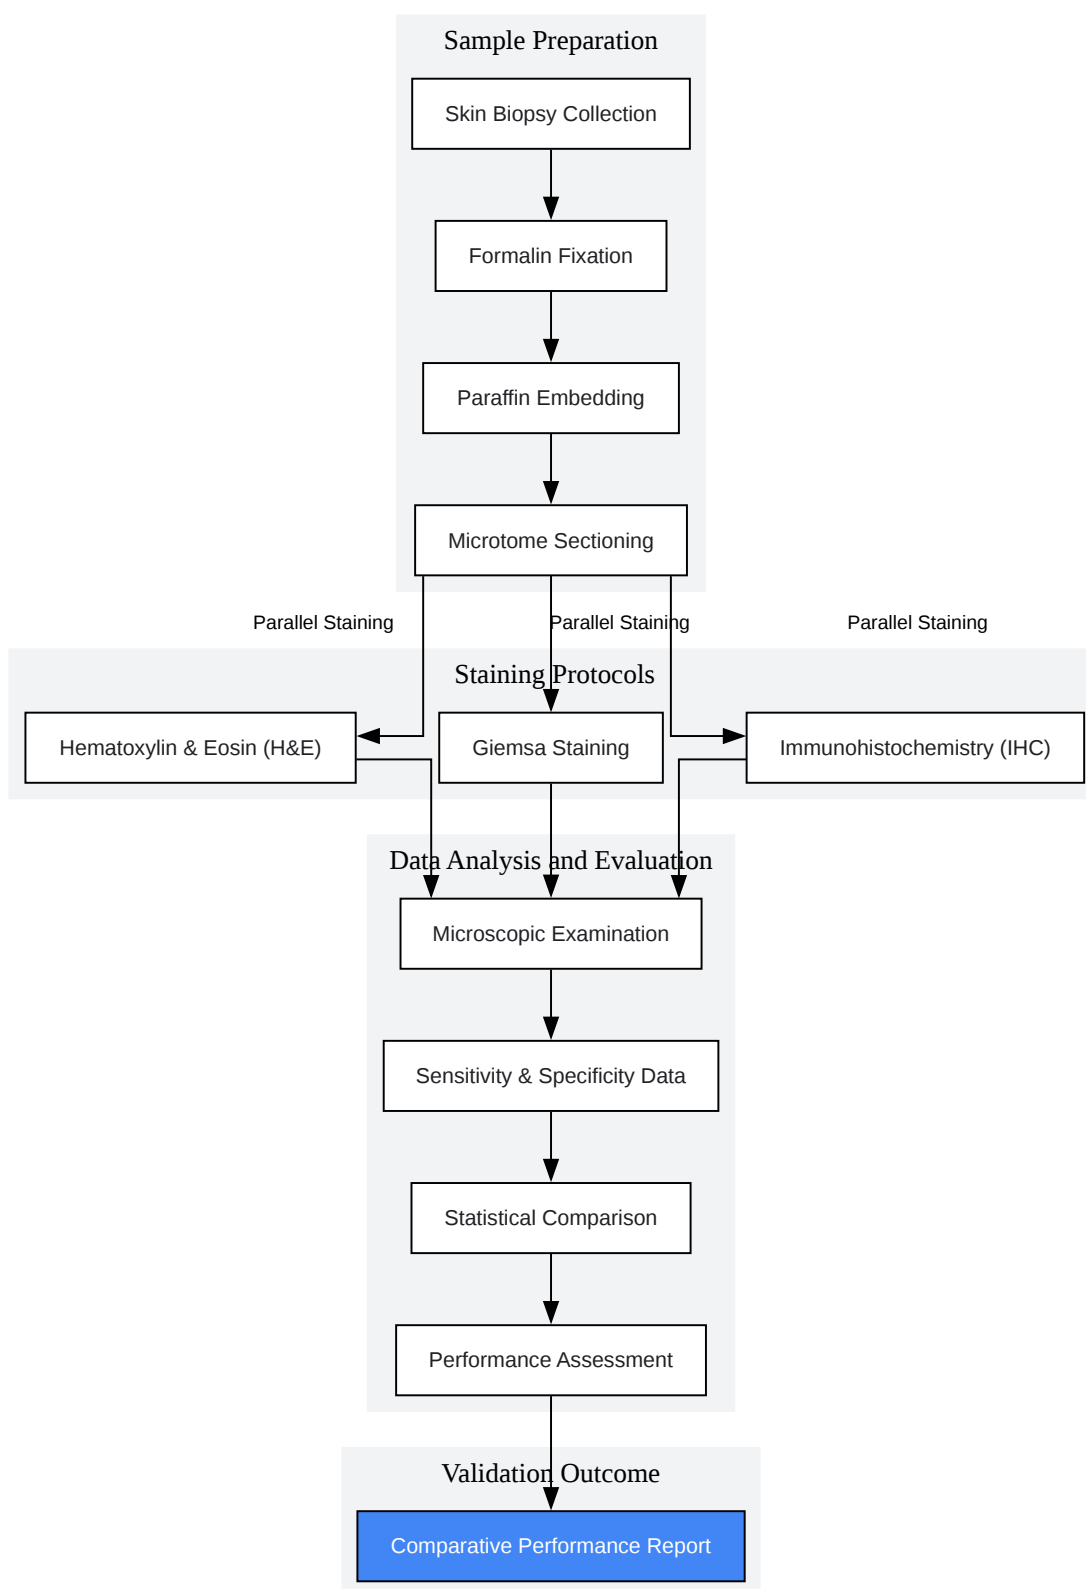 Sample Preparation
Skin Biopsy Collection
Formalin Fixation
Paraffin Embedding
Microtome Sectioning
Parallel Staining
Parallel Staining
Parallel Staining
Staining Protocols
Hematoxylin & Eosin (H&E)
Giemsa Staining
Immunohistochemistry (IHC)
Data Analysis and Evaluation
Microscopic Examination
Sensitivity & Specificity Data
Statistical Comparison
Performance Assessment
Validation Outcome
Comparative Performance Report